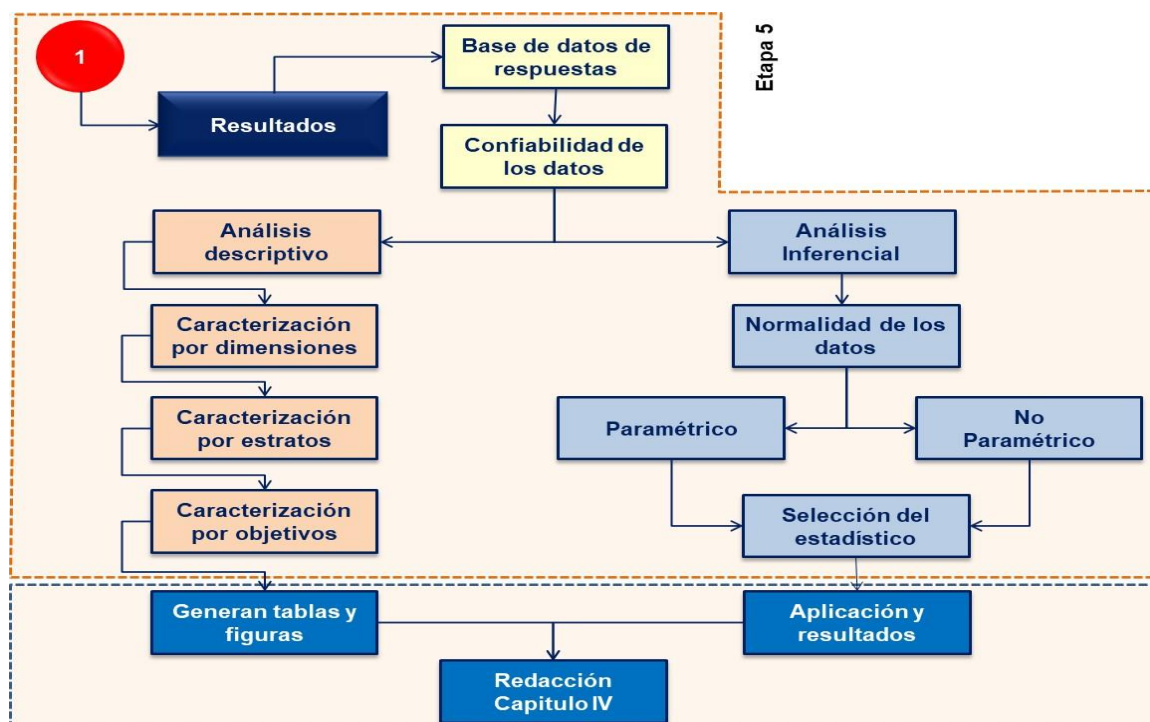 1
Etapa 5
Base de datos de
respuestas
Resultados
Confiabilidad de
los datos
Análisis
descriptivo
Análisis
Inferencial
Caracterización
por dimensiones
Normalidad de los
datos
Caracterización
por estratos
Paramétrico
No
Paramétrico
Caracterización
por objetivos
Selección del
estadístico
Generan tablas y
figuras
Aplicación y
resultados
Redacción
Capitulo IV